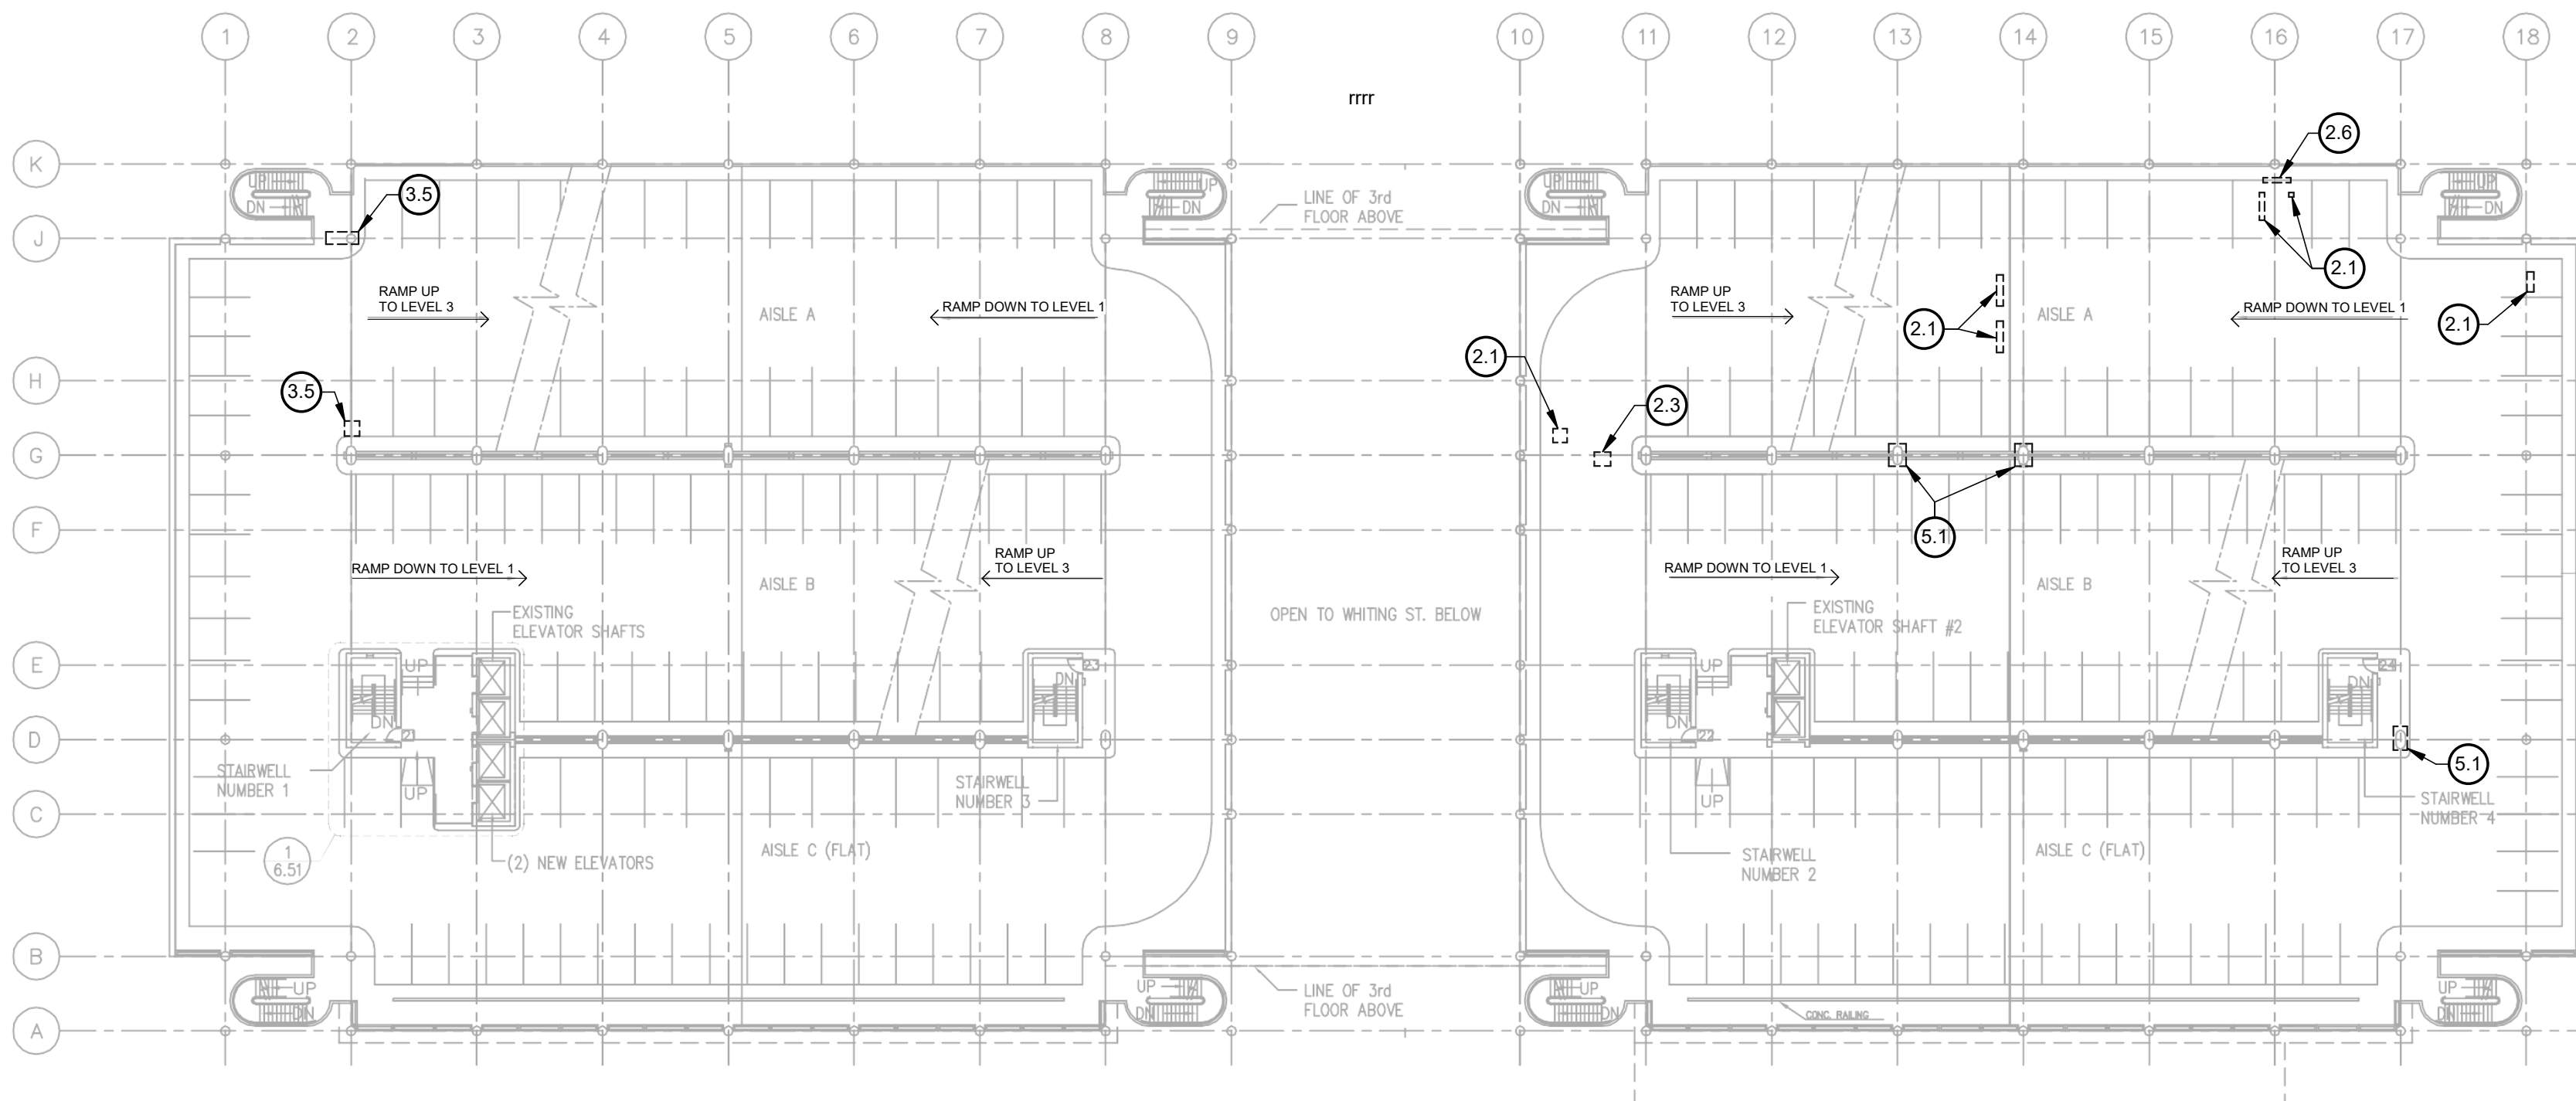 1 2 3 4 5 6 7 8 9 10 11 12 13 14 15 16 17 18
rrrr
2.6
K
UP
UP
UP
UP
3.5
DN
DN
DN
DN
LINE OF 3rd
FLOOR ABOVE
J
2.1
RAMP UP
TO LEVEL 3
AISLE A
RAMP DOWN TO LEVEL 1
RAMP UP
TO LEVEL 3
2.1
AISLE A
RAMP DOWN TO LEVEL 1
2.1
2.1
H
3.5
2.3
G
F
5.1
RAMP DOWN TO LEVEL 1
AISLE B
RAMP UP
TO LEVEL 3
RAMP DOWN TO LEVEL 1
AISLE B
RAMP UP
TO LEVEL 3
EXISTING
ELEVATOR SHAFTS
OPEN TO WHITING ST. BELOW
EXISTING
ELEVATOR SHAFT #2
E
UP
23
UP
24
DN
DN
DN
DN
D
21
22
5.1
STAIRWELL
NUMBER 1
UP
STAIRWELL
NUMBER 3
UP
STAIRWELL
NUMBER 4
C
1
6.51
(2) NEW ELEVATORS
AISLE C (FLAT)
STAIRWELL
NUMBER 2
AISLE C (FLAT)
B
UP
UP
UP
UP
LINE OF 3rd
FLOOR ABOVE
DN
DN
DN
DN
CONC. RAILING
A